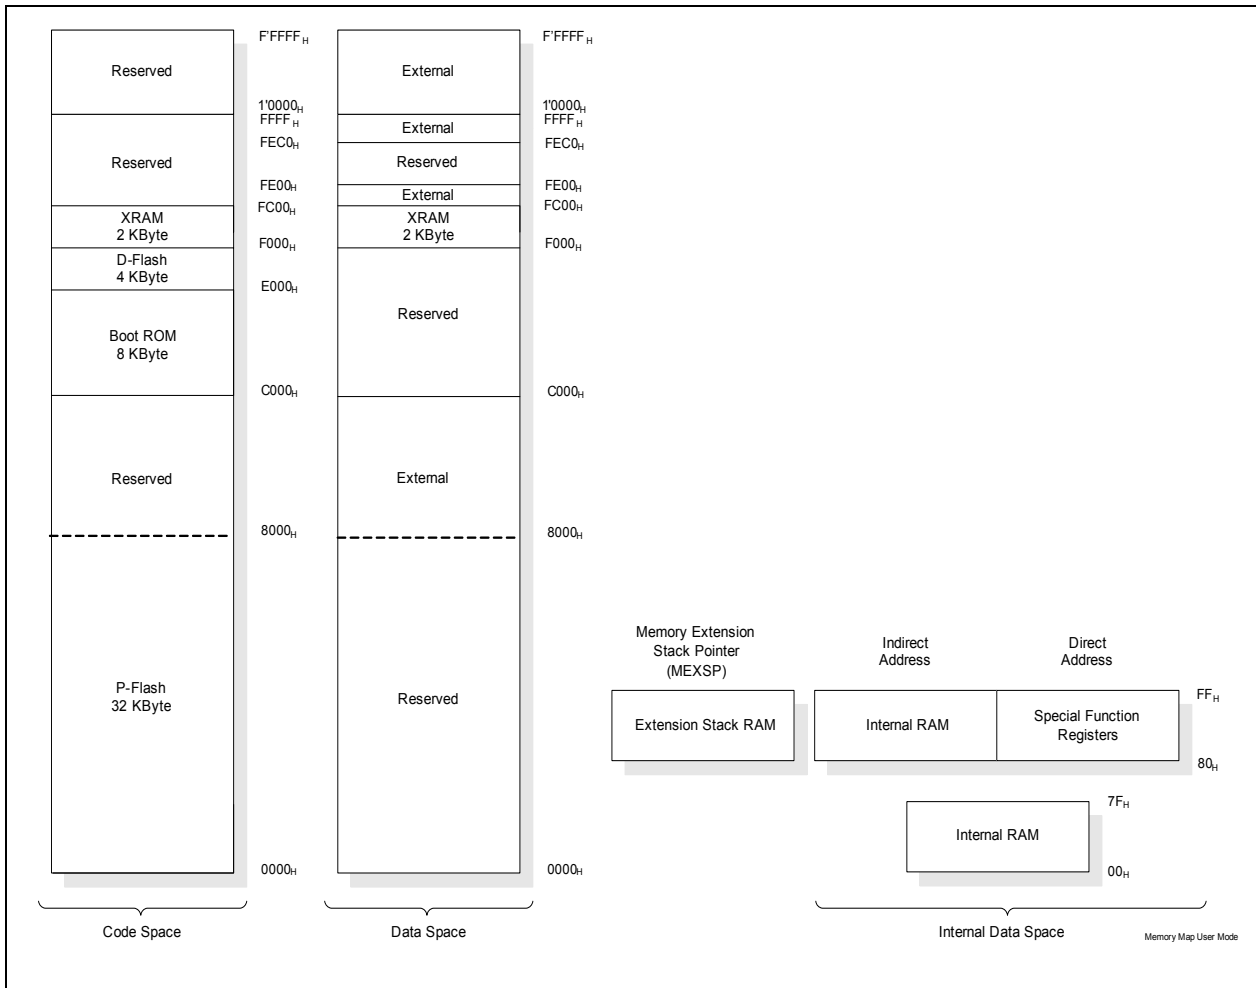 F'FFFF H
Reserved
1'0000H
FFFF H
FEC0H
Reserved
FE00H
FC00H
XRAM
2 KByte
F000H
D-Flash
4 KByte
E000H
Boot ROM
8 KByte
C000H
Reserved
8000H
P-Flash
32 KByte
0000H
Code Space
F'FFFF H
External
1'0000H
FFFF H
External
FEC0H
Reserved
FE00H
External
FC00H
XRAM
2 KByte
F000H
Reserved
C000H
External
8000H
Reserved
0000H
Data Space
Memory Extension
Stack Pointer
(MEXSP)
Extension Stack RAM
Indirect
Address
Direct
Address
FFH
Internal RAM
Special Function
Registers
80H
7FH
Internal RAM
00H
Internal Data Space
Memory Map User Mode